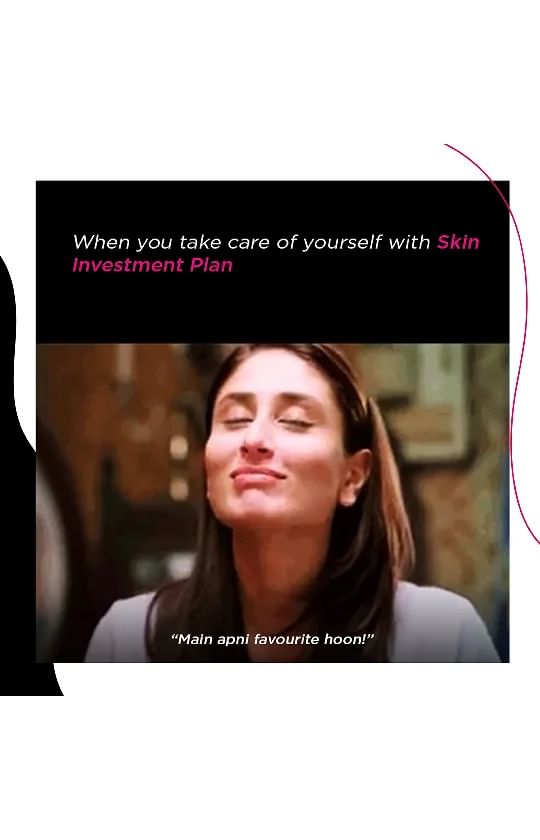 When you take care of yourself with Skin
Investment Plan
“Main apni favourite hoon!”